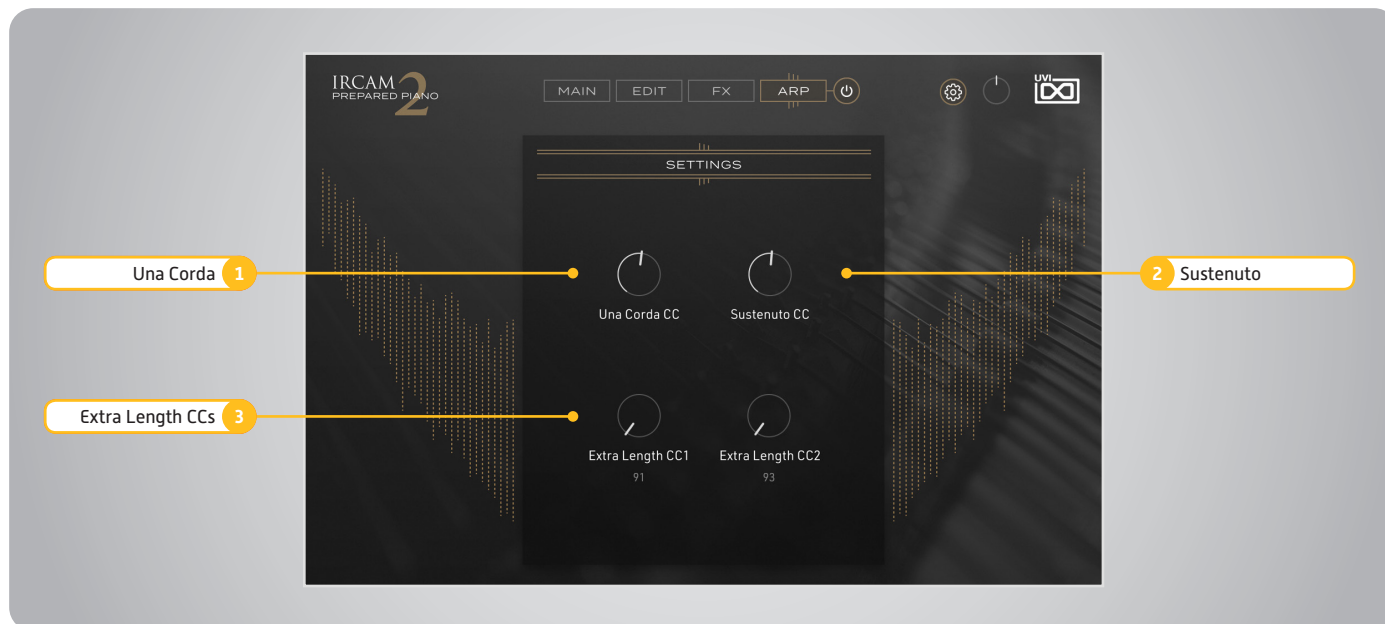 IRCAM 2
PREPARED PIANO
MAIN EDIT FX ARP
UVI
SETTINGS
Una Corda 1
2 Sustenuto
Una Corda CC Sustenuto CC
Extra Length CCs 3
Extra Length CC1 Extra Length CC2
91 93